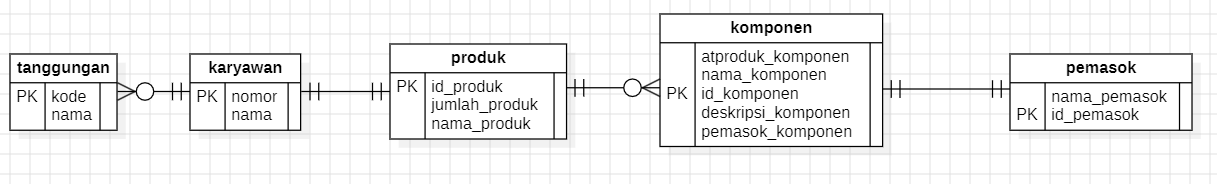 tanggungan
PK kode
nama
karyawan
PK nomor
nama
produk
PK id_produk
jumlah_produk
nama_produk
komponen
atproduk_komponen
nama_komponen
PK id_komponen
deskripsi_komponen
pemasok_komponen
pemasok
nama_pemasok
PK id_pemasok